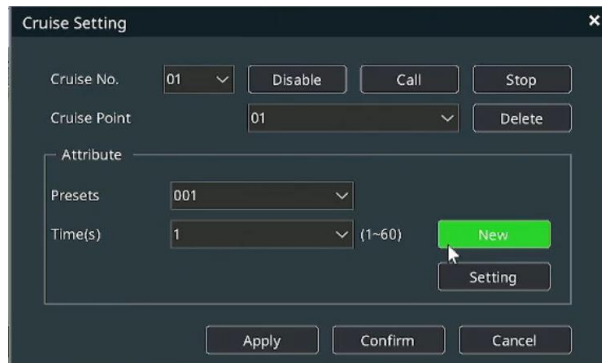 Cruise Setting ×
Cruise No. 01 Disable Call Stop
Cruise Point 01 Delete
Attribute
Presets 001
Time(s) 1 (1~60) New
Setting
Apply Confirm Cancel